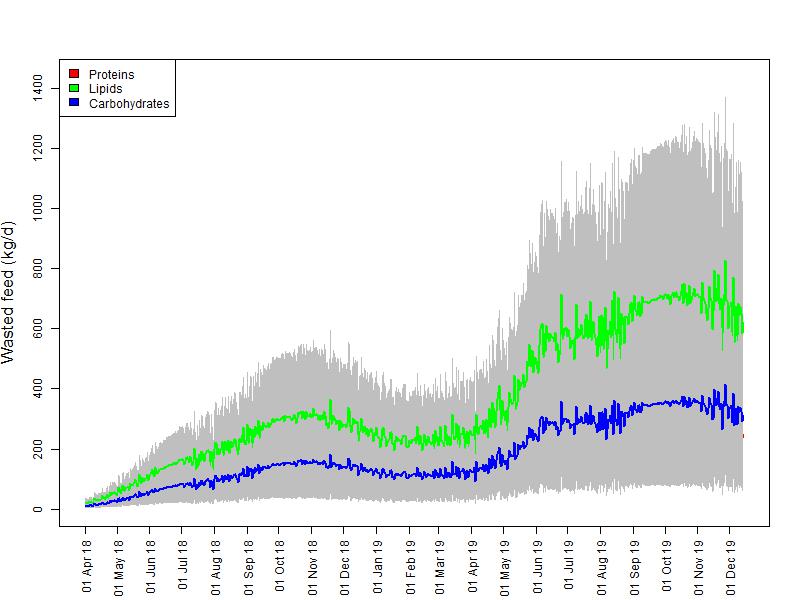 Proteins
Lipids
Carbohydrates
Wasted feed (kg/d)
1400
1200
1000
800
600
400
200
0
01 Apr 18
01 May 18
01 Jun 18
01 Jul 18
01 Aug 18
01 Sep 18
01 Oct 18
01 Nov 18
01 Dec 18
01 Jan 19
01 Feb 19
01 Mar 19
01 Apr 19
01 May 19
01 Jun 19
01 Jul 19
01 Aug 19
01 Sep 19
01 Oct 19
01 Nov 19
01 Dec 19